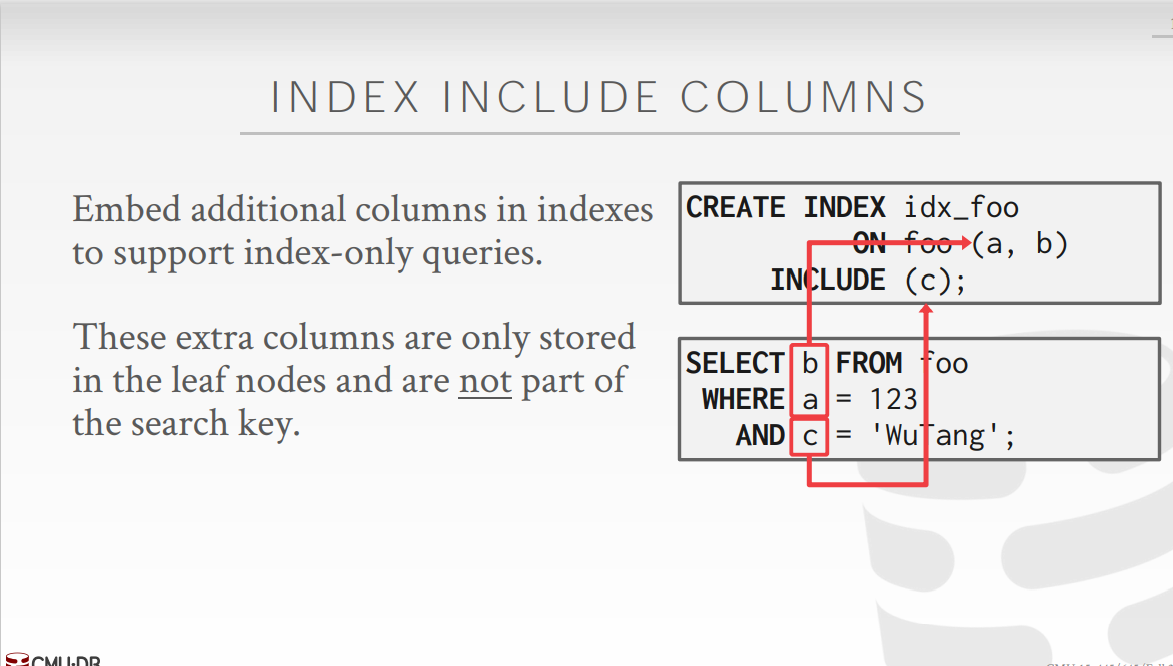 INDEX INCLUDE COLUMNS
Embed additional columns in indexes
to support index-only queries.
These extra columns are only stored
in the leaf nodes and are not part of
the search key.
CREATE INDEX idx_foo
ON foo (a, b)
INCLUDE (c);
SELECT b FROM foo
WHERE a = 123
AND c = 'WuTang';
CMU·DB